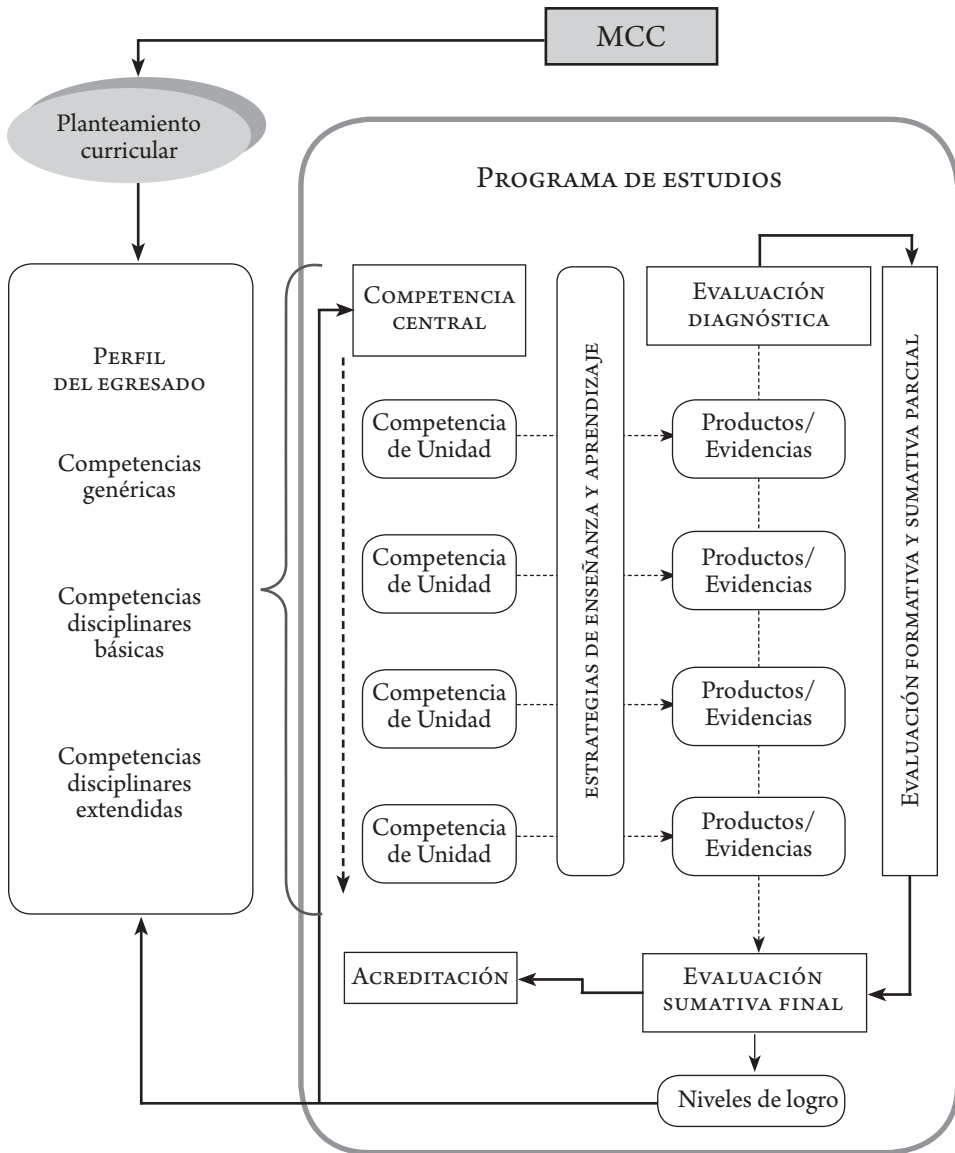 MCC
Planteamiento
curricular
Programa de estudios
Perfil
del egresado
Competencias
genéricas
Competencias
disciplinares
básicas
Competencias
disciplinares
extendidas
Competencia
central
Competencia
de Unidad
Competencia
de Unidad
Competencia
de Unidad
Competencia
de Unidad
estrategias de enseñanza y aprendizaje
Evaluación
diagnóstica
Productos/
Evidencias
Productos/
Evidencias
Productos/
Evidencias
Productos/
Evidencias
Evaluación formativa y sumativa parcial
Acreditación
Evaluación
sumativa final
Niveles de logro